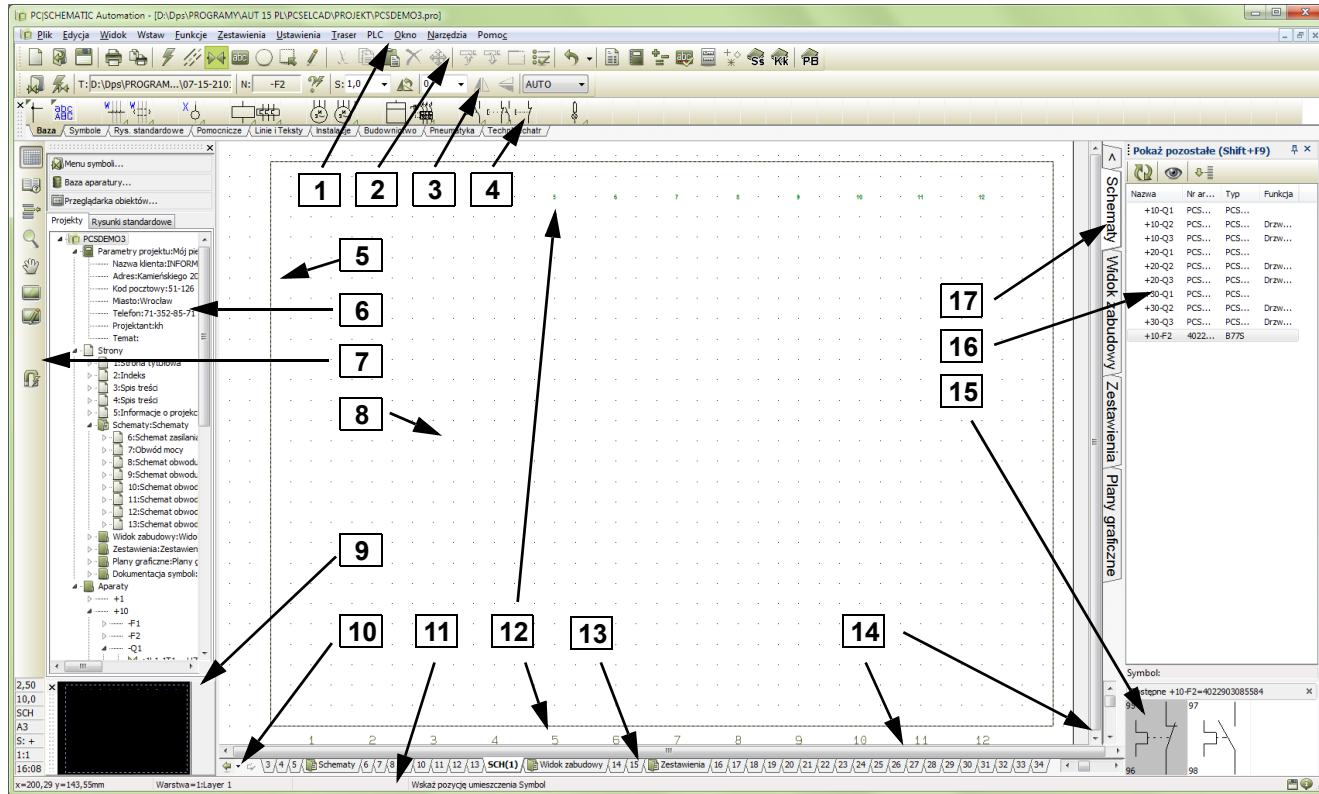 PC|SCHEMATIC Automation - [D:\Dps\PROGRAMY\AUT 15 PL\PCSELCAD\PROJEKT\PCSDEMO3.pro]
Plik Edycja Widok Wstaw Funkcje Zestawienia Ustawienia Traser PLC Okno Narzędzia Pomoc
T: D:\Dps\PROGRAM...\07-15-210 N: -F2 S: 1,0 0 AUTO
Baza Symbole Rys. standardowe Pomocnicze Linie i Teksty Instalacje Budownictwo Pneumatyka
Menu symboli...
Baza aparatury...
Przeglądarka obiektów...
Projekty Rysunki standardowe
PCSDEMO3
Parametry projektu:Mój pie
Nazwa klienta:INFORM
Adres:Kamieńskiego 20
Kod pocztowy:51-126
Miasto:Wrocław
Telefon:71-352-85-71
Projektant:kh
Temat:
Strony
1:Strona tytułowa
2:Indeks
3:Spis treści
4:Spis treści
5:Informacje o projekc
Schematy:Schematy
6:Schemat zasilania
7:Obwód mocy
8:Schemat obwodu
9:Schemat obwodu
10:Schemat obwod
11:Schemat obwod
12:Schemat obwod
13:Schemat obwod
Widok zabudowy:Wido
Zestawienia:Zestawien
Plany graficzne:Plany g
Dokumentacja symboli:
Aparaty
+1
+10
-F1
-F2
-Q1
2,50
10,0
SCH
A3
S: +
1:1
16:08
1 2 3 4
5
6
7
8
9
10 11 12 13 14
17
16
15
5 6 7 8 9 10 11 12
1 2 3 4 5 6 7 8 9 10 11 12
3 4 5 Schematy 6 7 8 10 11 12 13 SCH(1) Widok zabudowy 14 15 Zestawienia 16 17 18 19 20 21 22 23 24 25 26 27 28 29 30 31 32 33 34
Schematy
Widok zabudowy
Zestawienia
Plany graficzne
Pokaż pozostałe (Shift+F9)
Nazwa Nr ar... Typ Funkcja
+10-Q1 PCS... PCS...
+10-Q2 PCS... PCS... Drzw...
+10-Q3 PCS... PCS... Drzw...
+20-Q1 PCS... PCS...
+20-Q2 PCS... PCS... Drzw...
+20-Q3 PCS... PCS... Drzw...
+30-Q1 PCS... PCS...
+30-Q2 PCS... PCS... Drzw...
+30-Q3 PCS... PCS... Drzw...
+10-F2 4022... B77S
Symbol:
+10-F2=4022903085584
95 97
96 98
x=200,29 y=143,55mm Warstwa=1:Layer 1 Wskaż pozycję umieszczenia Symbol